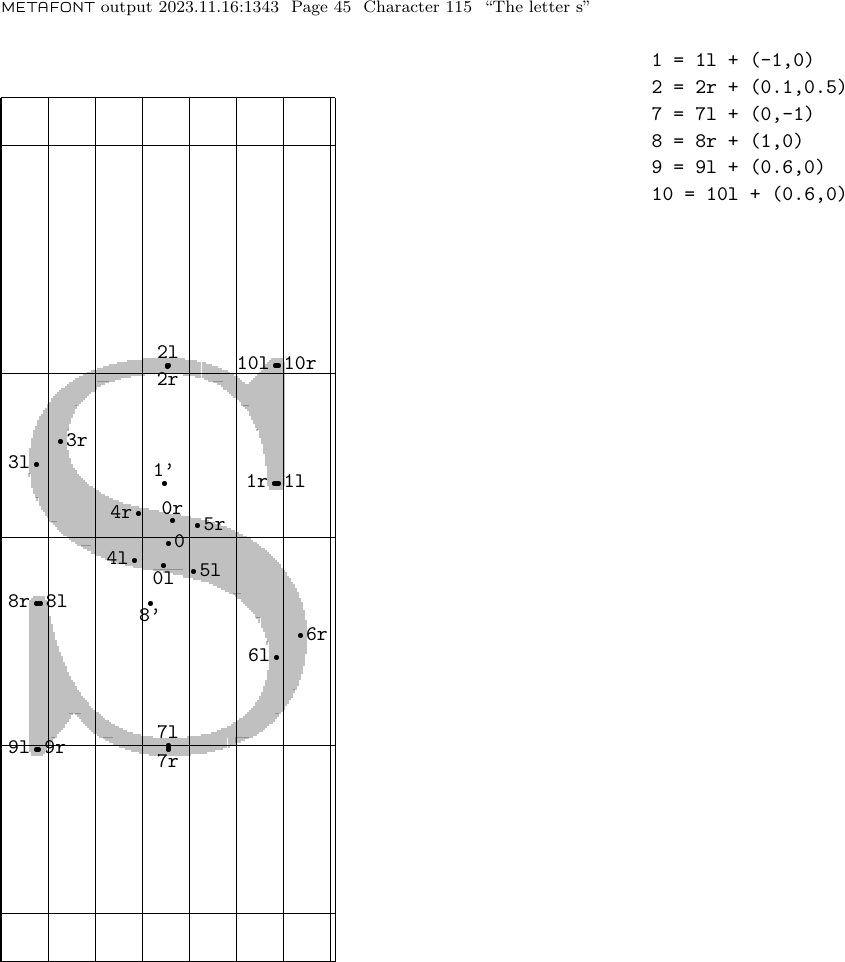 METAFONT output 2023.11.16:1343 Page 45 Character 115 “The letter s”
1 = 1l + (-1,0)
2 = 2r + (0.1,0.5)
7 = 7l + (0,-1)
8 = 8r + (1,0)
9 = 9l + (0.6,0)
10 = 10l + (0.6,0)
2l
10l 10r
2r
3r
3l
1'
1r 1l
0r
4r
5r
0
4l
5l
0l
8r 8l
8'
6r
6l
7l
9l 9r
7r